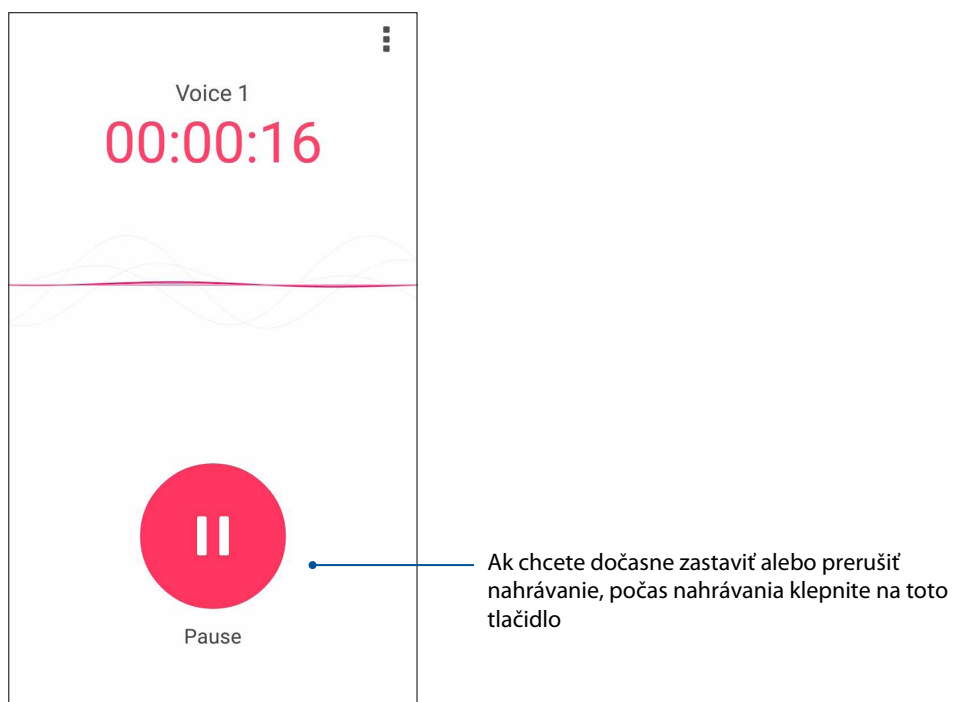 Voice 1
00:00:16
Ak chcete dočasne zastaviť alebo prerušiť
nahrávanie, počas nahrávania klepnite na toto
tlačidlo
Pause